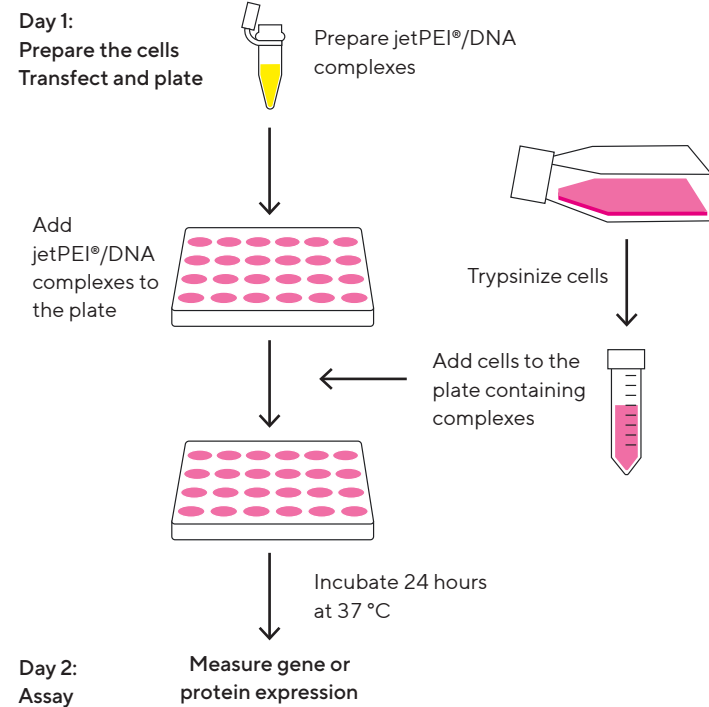 Day 1:
Prepare the cells
Transfect and plate
Prepare jetPEI®/DNA
complexes
Add
jetPEI®/DNA
complexes to
the plate
Trypsinize cells
Add cells to the
plate containing
complexes
Incubate 24 hours
at 37 °C
Day 2:
Assay
Measure gene or
protein expression